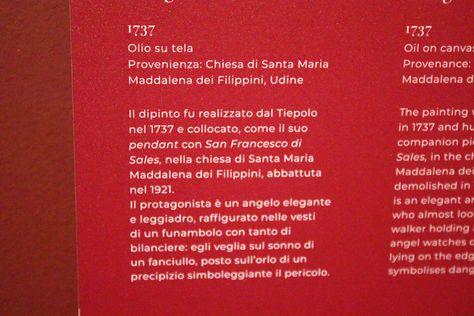 1737
Olio su tela
Provenienza: Chiesa di Santa Maria
Maddalena dei Filippini, Udine
Il dipinto fu realizzato dal Tiepolo
nel 1737 e collocato, come il suo
pendant con San Francesco di
Sales, nella chiesa di Santa Maria
Maddalena dei Filippini, abbattuta
nel 1921.
Il protagonista è un angelo elegante
e leggiadro, raffigurato nelle vesti
di un funambolo con tanto di
bilanciere: egli veglia sul sonno di
un fanciullo, posto sull'orlo di un
precipizio simboleggiante il pericolo.
1737
Oil on canvas
Provenance:
Maddalena d
The painting w
in 1737 and hu
companion pie
Sales, in the ch
Maddalena dei
demolished in
is an elegant an
who almost loo
walker holding
angel watches o
lying on the edg
symbolises dang